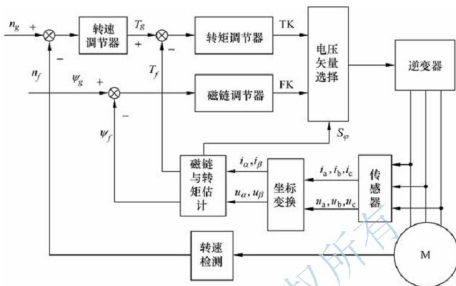 n_g + − 转速调节器 T_g + − 转矩调节器 TK 电压矢量选择 逆变器
n_f ψ_g + − T_f 磁链调节器 FK
ψ_f S_φ
磁链与转矩估计 i_α,i_β 坐标变换 i_a,i_b,i_c 传感器
u_α,u_β u_a,u_b,u_c
转速检测 M
权所有